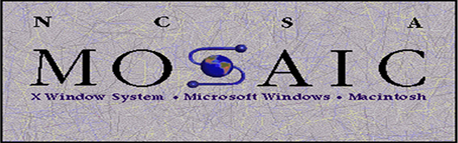 N C S A
MOSAIC
X Window System • Microsoft Windows • Macintosh